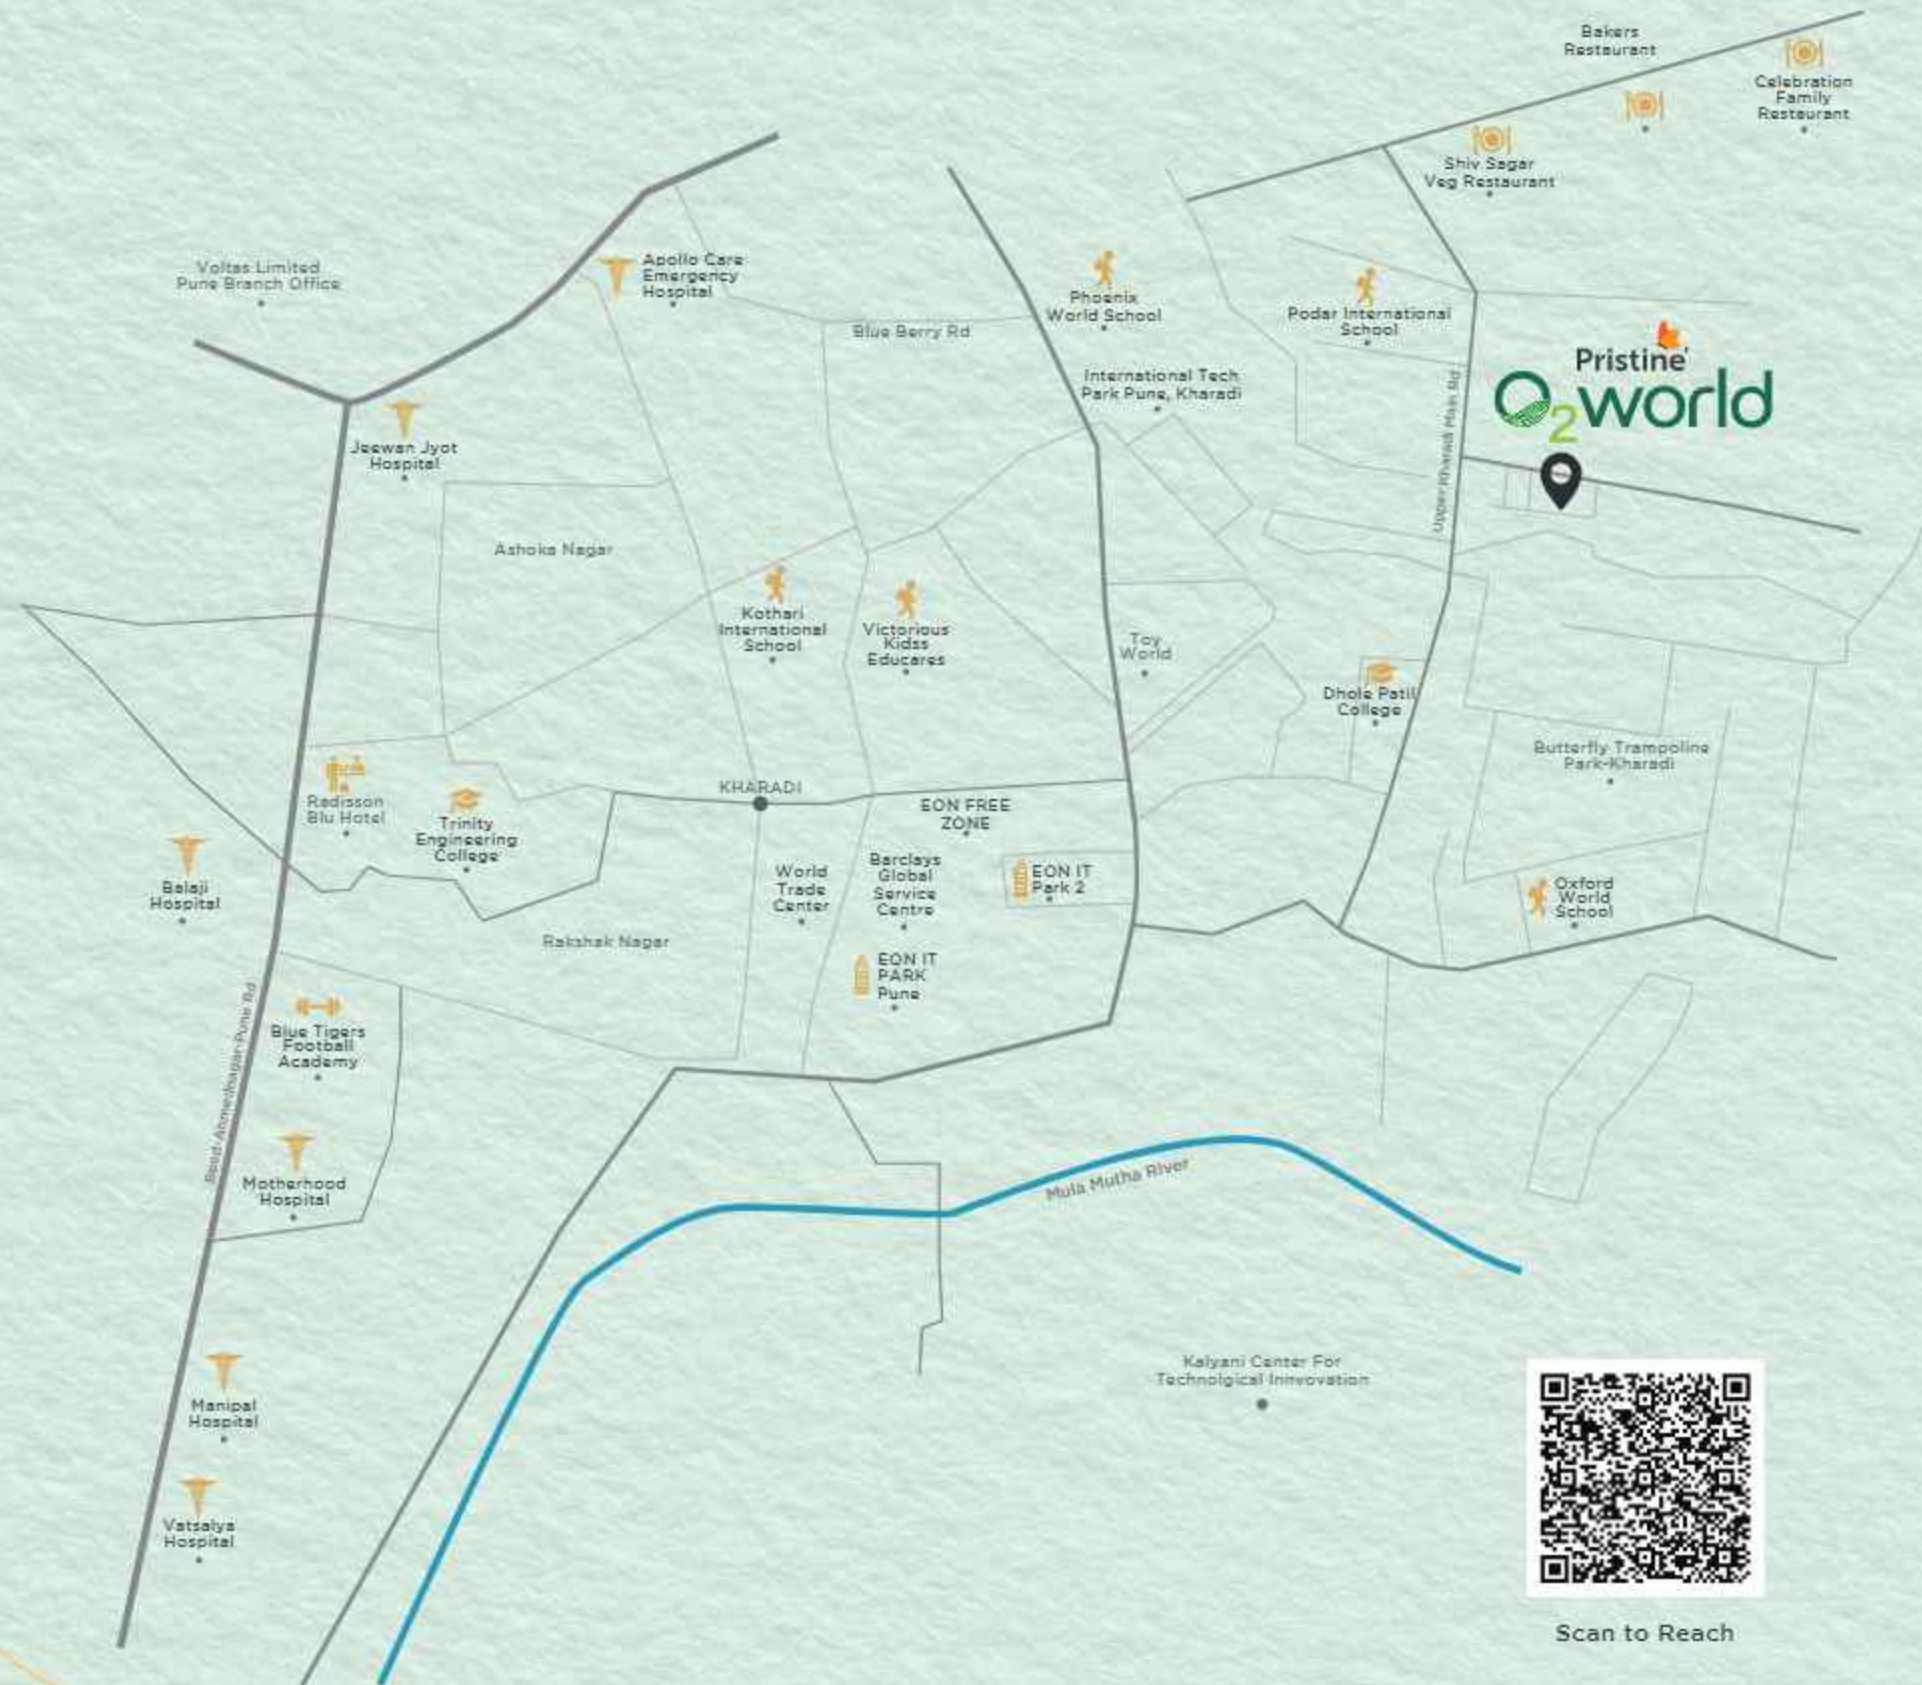 Bakers
Restaurant
Celebration
Family
Restaurant
Shiv Sagar
Veg Restaurant
Voltas Limited
Pune Branch Office
Apollo Care
Emergency
Hospital
Phoenix
World School
Podar International
School
Blue Berry Rd
Pristine
O2world
International Tech
Park Pune, Kharadi
Upper Kharadi Main Rd
Jeewan Jyot
Hospital
Ashoka Nagar
Kothari
International
School
Victorious
Kidss
Educares
Toy
World
Dhole Patil
College
Butterfly Trampoline
Park-Kharadi
KHARADI
Radisson
Blu Hotel
Trinity
Engineering
College
EON FREE
ZONE
World
Trade
Center
Barclays
Global
Service
Centre
EON IT
Park 2
Balaji
Hospital
Oxford
World
School
Rakshak Nagar
EON IT
PARK
Pune
Beed-Ahmednagar-Pune Rd
Blue Tigers
Football
Academy
Motherhood
Hospital
Mula Mutha River
Manipal
Hospital
Kalyani Center For
Technolgical Innvovation
Vatsalya
Hospital
Scan to Reach